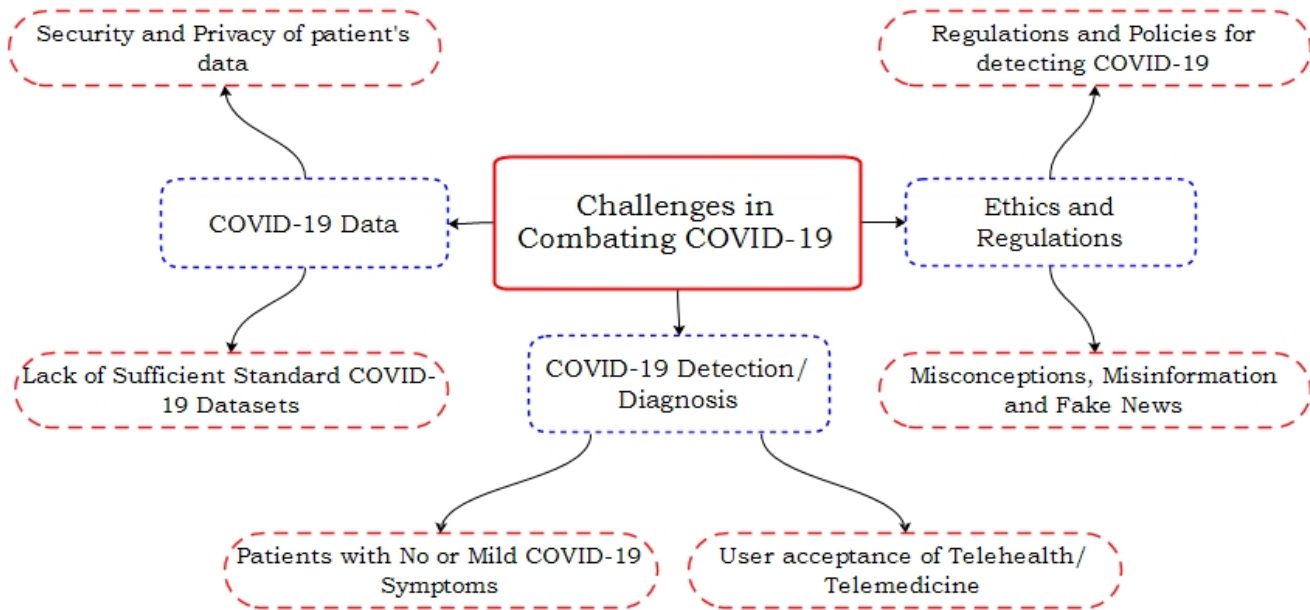 Security and Privacy of patient's
data
Regulations and Policies for
detecting COVID-19
COVID-19 Data
Challenges in
Combating COVID-19
Ethics and
Regulations
Lack of Sufficient Standard COVID-
19 Datasets
COVID-19 Detection/
Diagnosis
Misconceptions, Misinformation
and Fake News
Patients with No or Mild COVID-19
Symptoms
User acceptance of Telehealth/
Telemedicine